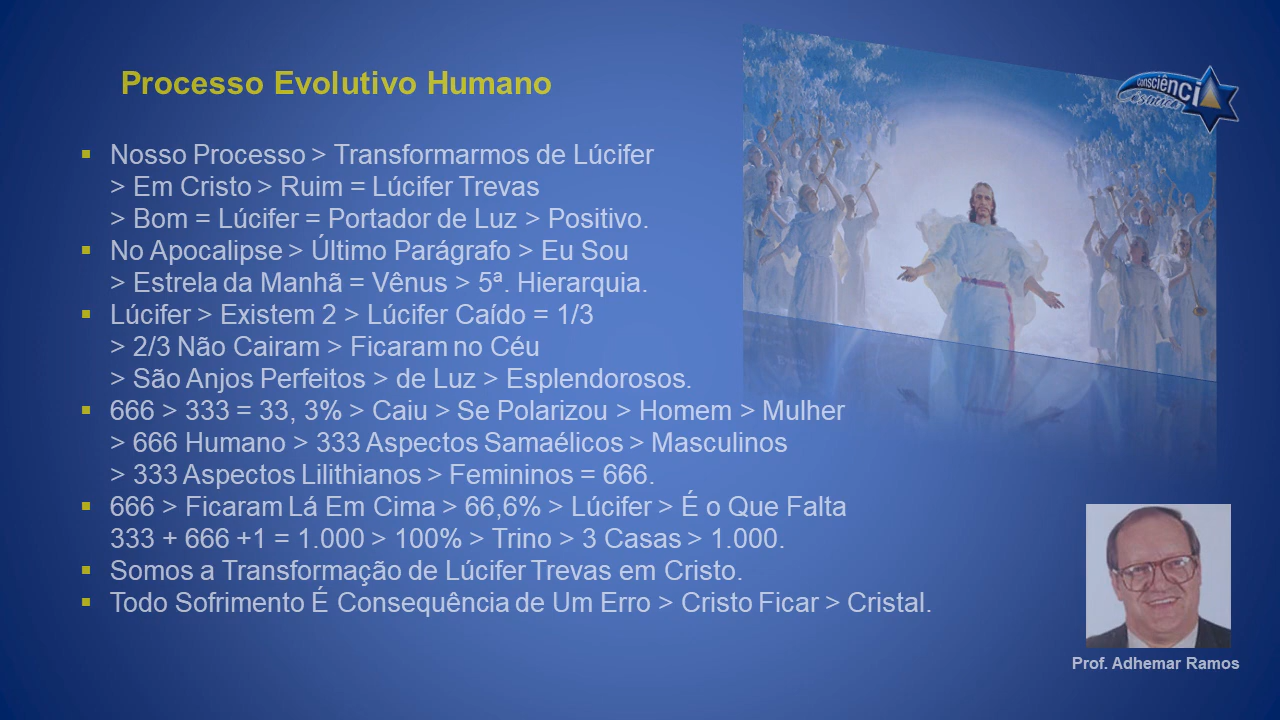 Processo Evolutivo Humano
Consciência
Cósmica
Nosso Processo > Transformarmos de Lúcifer
> Em Cristo > Ruim = Lúcifer Trevas
> Bom = Lúcifer = Portador de Luz > Positivo.
No Apocalipse > Último Parágrafo > Eu Sou
> Estrela da Manhã = Vênus > 5ª. Hierarquia.
Lúcifer > Existem 2 > Lúcifer Caído = 1/3
> 2/3 Não Cairam > Ficaram no Céu
> São Anjos Perfeitos > de Luz > Esplendorosos.
666 > 333 = 33, 3% > Caiu > Se Polarizou > Homem > Mulher
> 666 Humano > 333 Aspectos Samaélicos > Masculinos
> 333 Aspectos Lilithianos > Femininos = 666.
666 > Ficaram Lá Em Cima > 66,6% > Lúcifer > É o Que Falta
333 + 666 +1 = 1.000 > 100% > Trino > 3 Casas > 1.000.
Somos a Transformação de Lúcifer Trevas em Cristo.
Todo Sofrimento É Consequência de Um Erro > Cristo Ficar > Cristal.
Prof. Adhemar Ramos